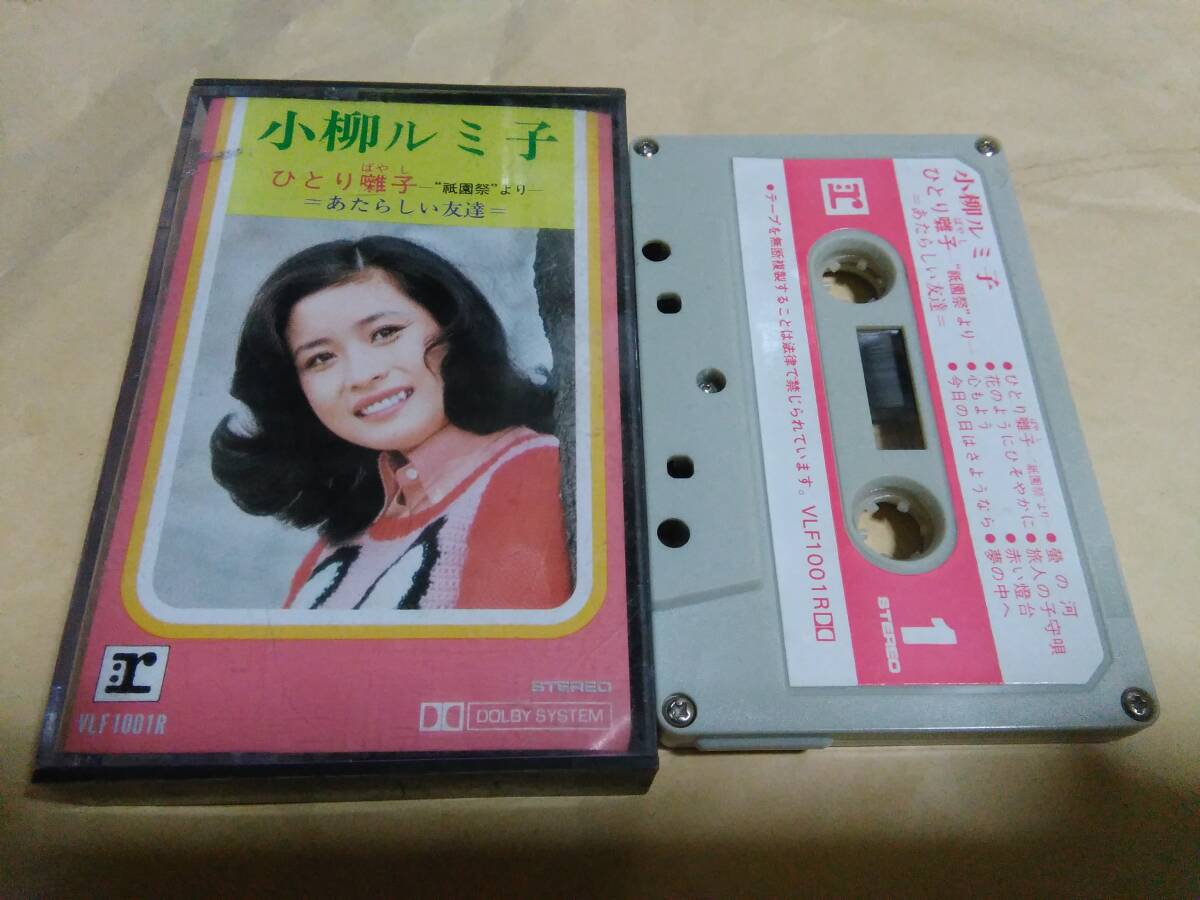 小柳ルミ子
ばやし
ひとり囃子―“祇園祭”より―
＝あたらしい友達＝
:r
VLF1001R
STEREO
DOLBY SYSTEM
小柳ルミ子
ばやし
ひとり囃子―“祇園祭”より―
＝あたらしい友達＝
●ひとり囃子―“祇園祭”より
●花のようにひそやかに
●心もよう
●今日の日はさようなら
●螢の河
●旅人の子守唄
●赤い燈台
●夢の中へ
:r
1
STEREO
●テープを無断複製することは法律で禁じられています。VLF1001R